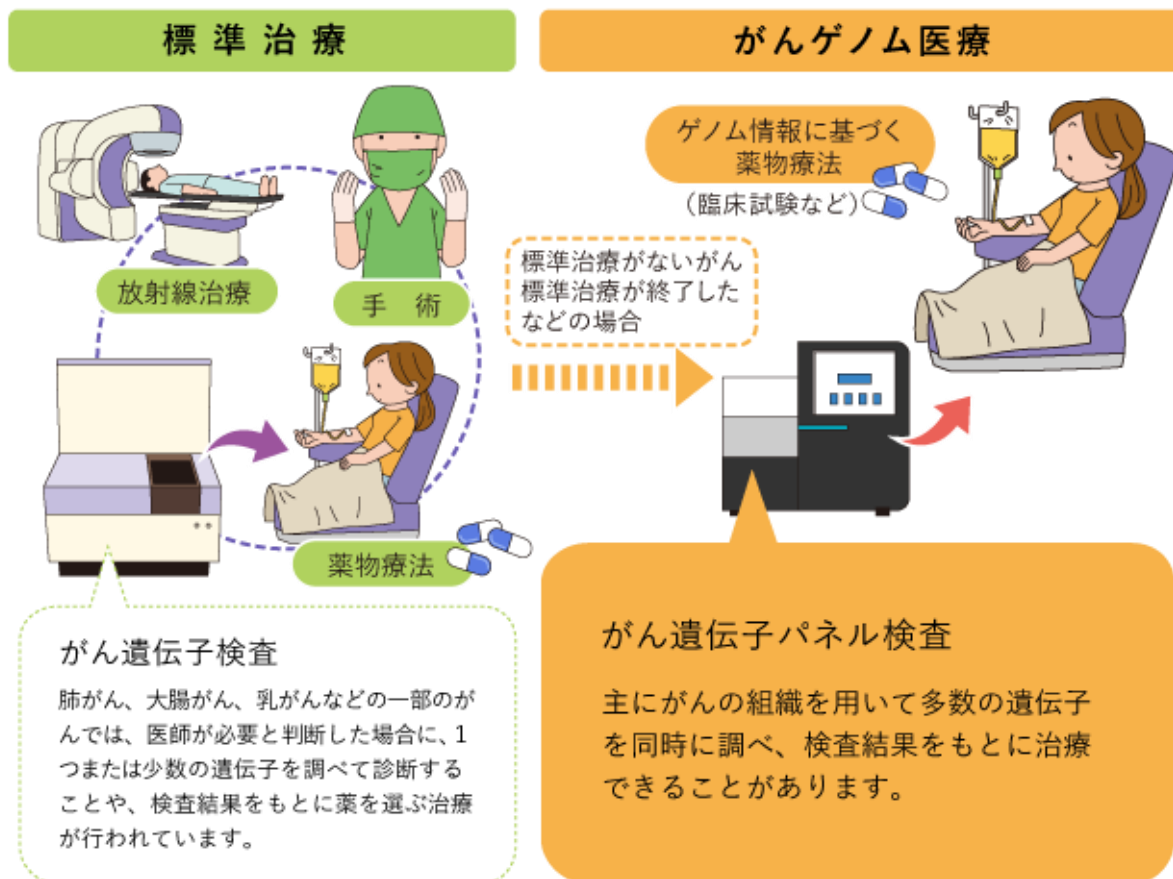 標準治療
がんゲノム医療
放射線治療
手術
薬物療法
がん遺伝子検査
肺がん、大腸がん、乳がんなどの一部のが
んでは、医師が必要と判断した場合に、1
つまたは少数の遺伝子を調べて診断する
ことや、検査結果をもとに薬を選ぶ治療
が行われています。
標準治療がないがん
標準治療が終了した
などの場合
ゲノム情報に基づく
薬物療法
(臨床試験など)
がん遺伝子パネル検査
主にがんの組織を用いて多数の遺伝子
を同時に調べ、検査結果をもとに治療
できることがあります。